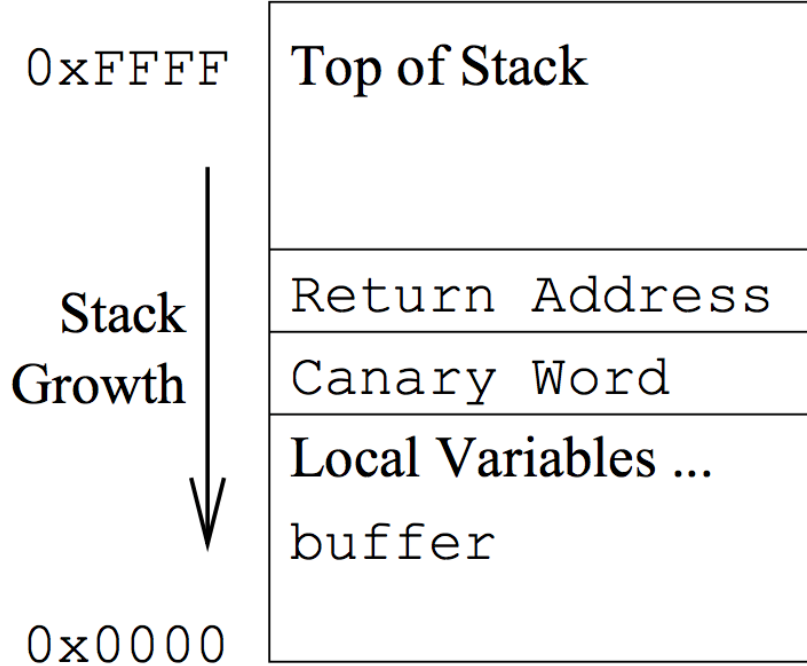 0xFFFF
Top of Stack
Return Address
Stack
Growth
Canary Word
Local Variables ...
buffer
0x0000